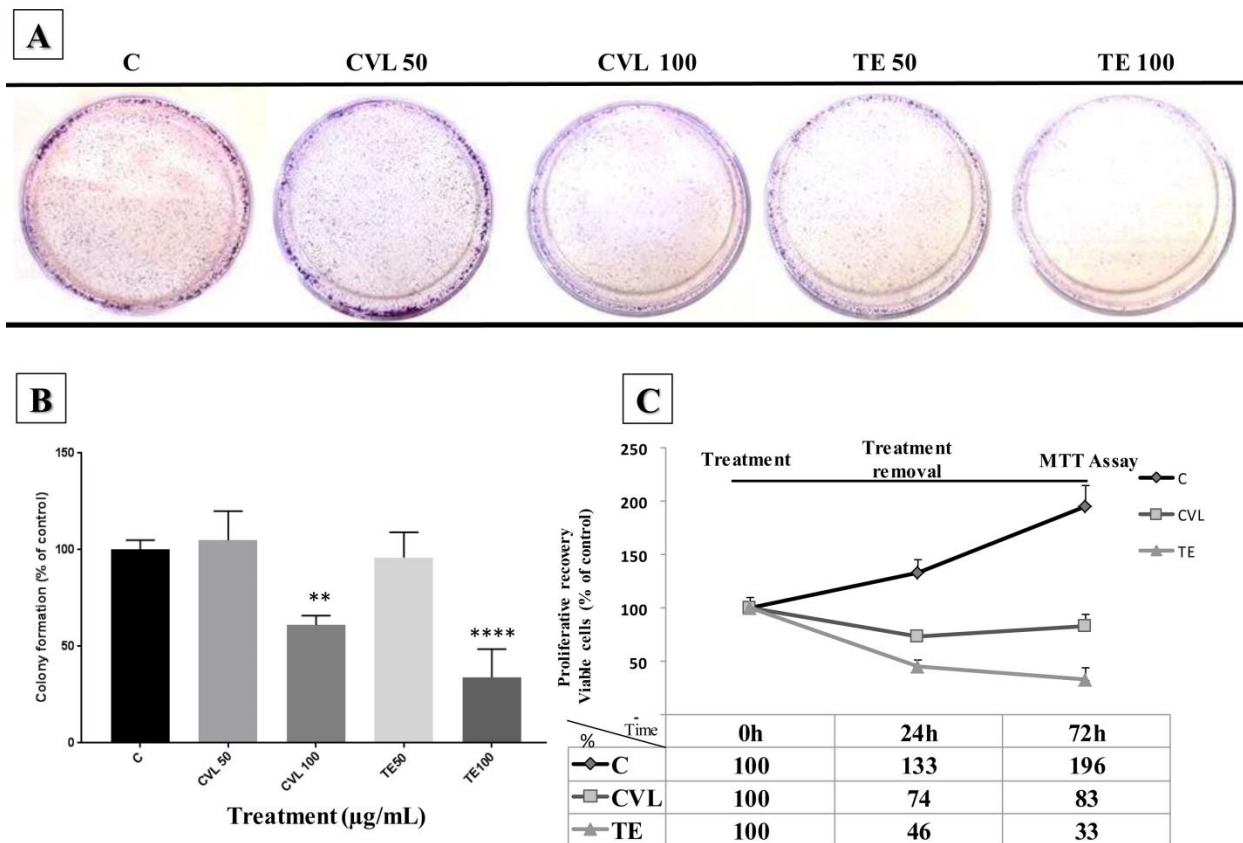 A
C CVL 50 CVL 100 TE 50 TE 100
B
Colony formation (% of control)
150
100
50
0
C
CVL 50
CVL 100
TE50
TE100
**
****
Treatment (µg/mL)
C
Proliferative recovery
Viable cells (% of control)
250
200
150
100
50
-
Treatment
Treatment
removal
MTT Assay
C
CVL
TE
% Time 0h 24h 72h
C 100 133 196
CVL 100 74 83
TE 100 46 33